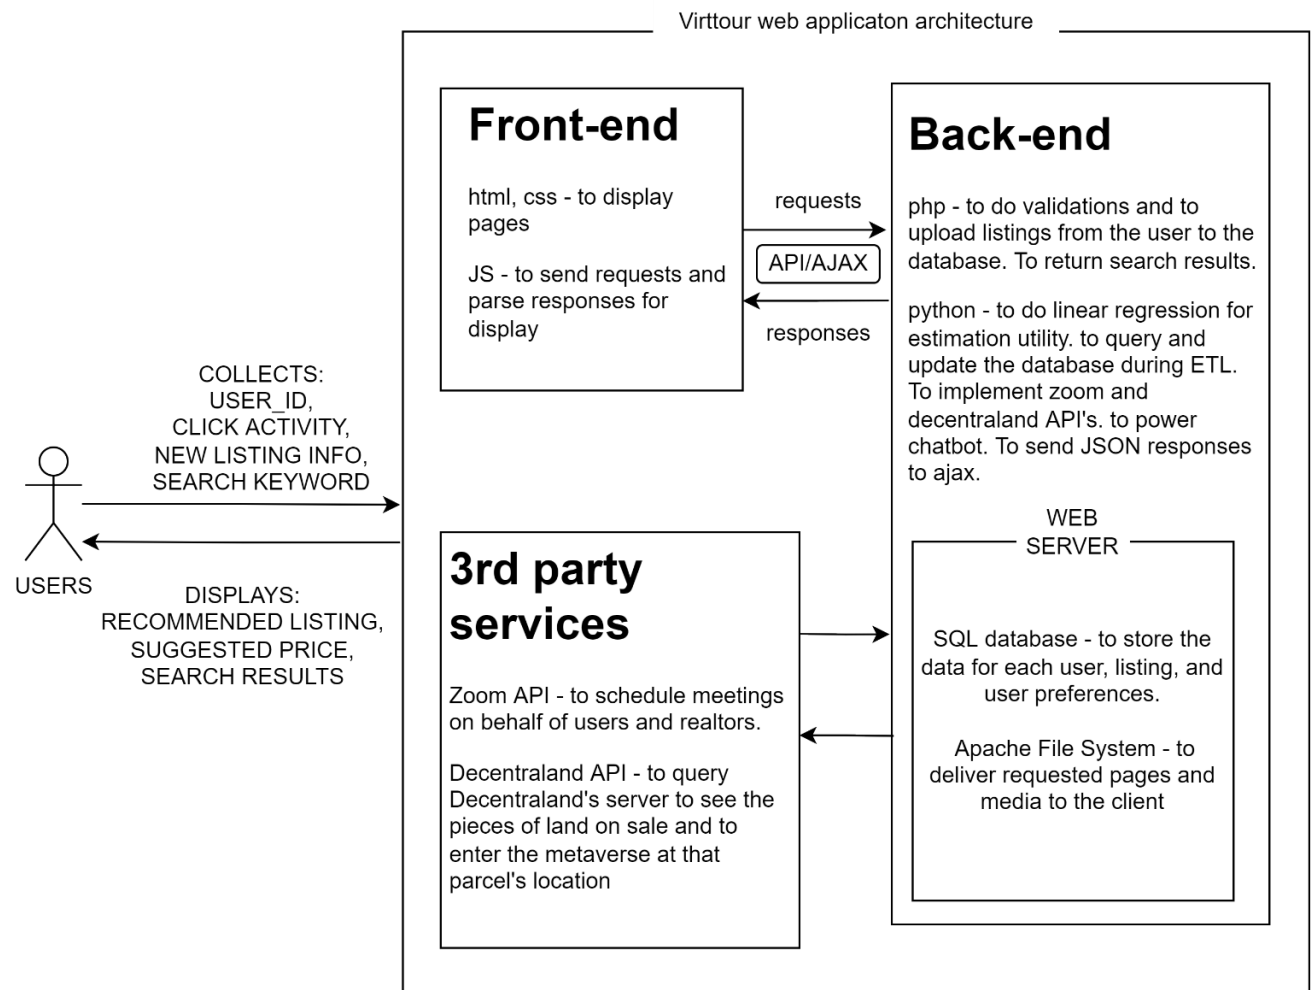 Virttour web applicaton architecture
Front-end
html, css - to display
pages
JS - to send requests and
parse responses for
display
requests
API/AJAX
responses
Back-end
php - to do validations and to
upload listings from the user to the
database. To return search results.
python - to do linear regression for
estimation utility. to query and
update the database during ETL.
To implement zoom and
decentraland API's. to power
chatbot. To send JSON responses
to ajax.
WEB
SERVER
SQL database - to store the
data for each user, listing, and
user preferences.
Apache File System - to
deliver requested pages and
media to the client
COLLECTS:
USER_ID,
CLICK ACTIVITY,
NEW LISTING INFO,
SEARCH KEYWORD
USERS
DISPLAYS:
RECOMMENDED LISTING,
SUGGESTED PRICE,
SEARCH RESULTS
3rd party
services
Zoom API - to schedule meetings
on behalf of users and realtors.
Decentraland API - to query
Decentraland's server to see the
pieces of land on sale and to
enter the metaverse at that
parcel's location